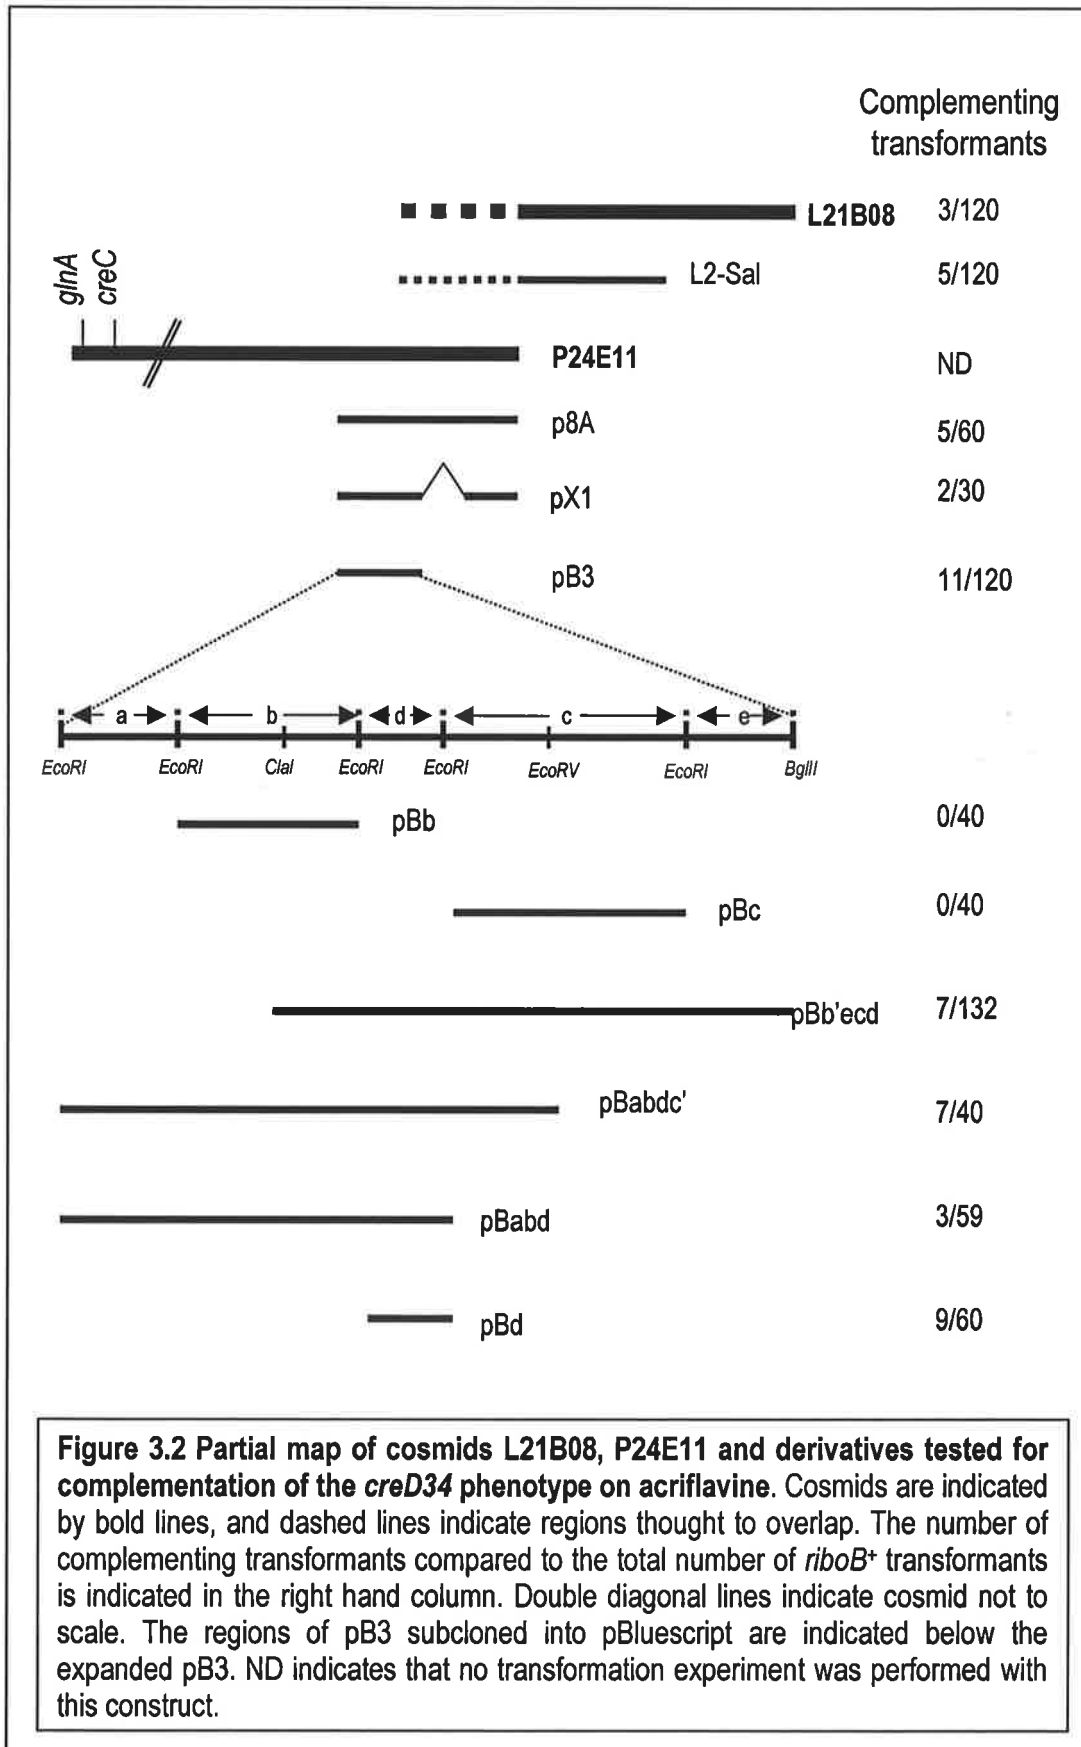 Complementing
transformants
L21B08 3/120
glnA
creC
L2-Sal 5/120
P24E11 ND
p8A 5/60
pX1 2/30
pB3 11/120
a b d c e
EcoRI EcoRI ClaI EcoRI EcoRI EcoRV EcoRI BglII
pBb 0/40
pBc 0/40
pBb'ecd 7/132
pBabdc' 7/40
pBabd 3/59
pBd 9/60
Figure 3.2 Partial map of cosmids L21B08, P24E11 and derivatives tested for
complementation of the creD34 phenotype on acriflavine. Cosmids are indicated
by bold lines, and dashed lines indicate regions thought to overlap. The number of
complementing transformants compared to the total number of riboB⁺ transformants
is indicated in the right hand column. Double diagonal lines indicate cosmid not to
scale. The regions of pB3 subcloned into pBluescript are indicated below the
expanded pB3. ND indicates that no transformation experiment was performed with
this construct.